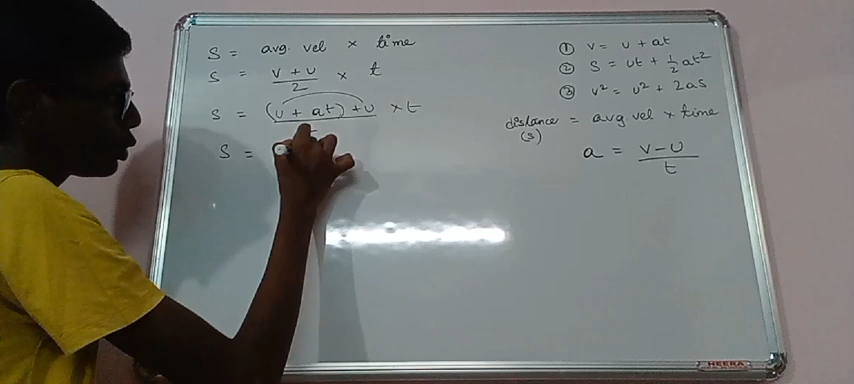 S = avg. vel × time
S = v + u / 2 × t
S = (u + at) + u × t
S =
① v = u + at
② S = ut + 1/2 at²
③ v² = u² + 2as
distance = avg vel × time
(s)
a = v - u / t
HEERA